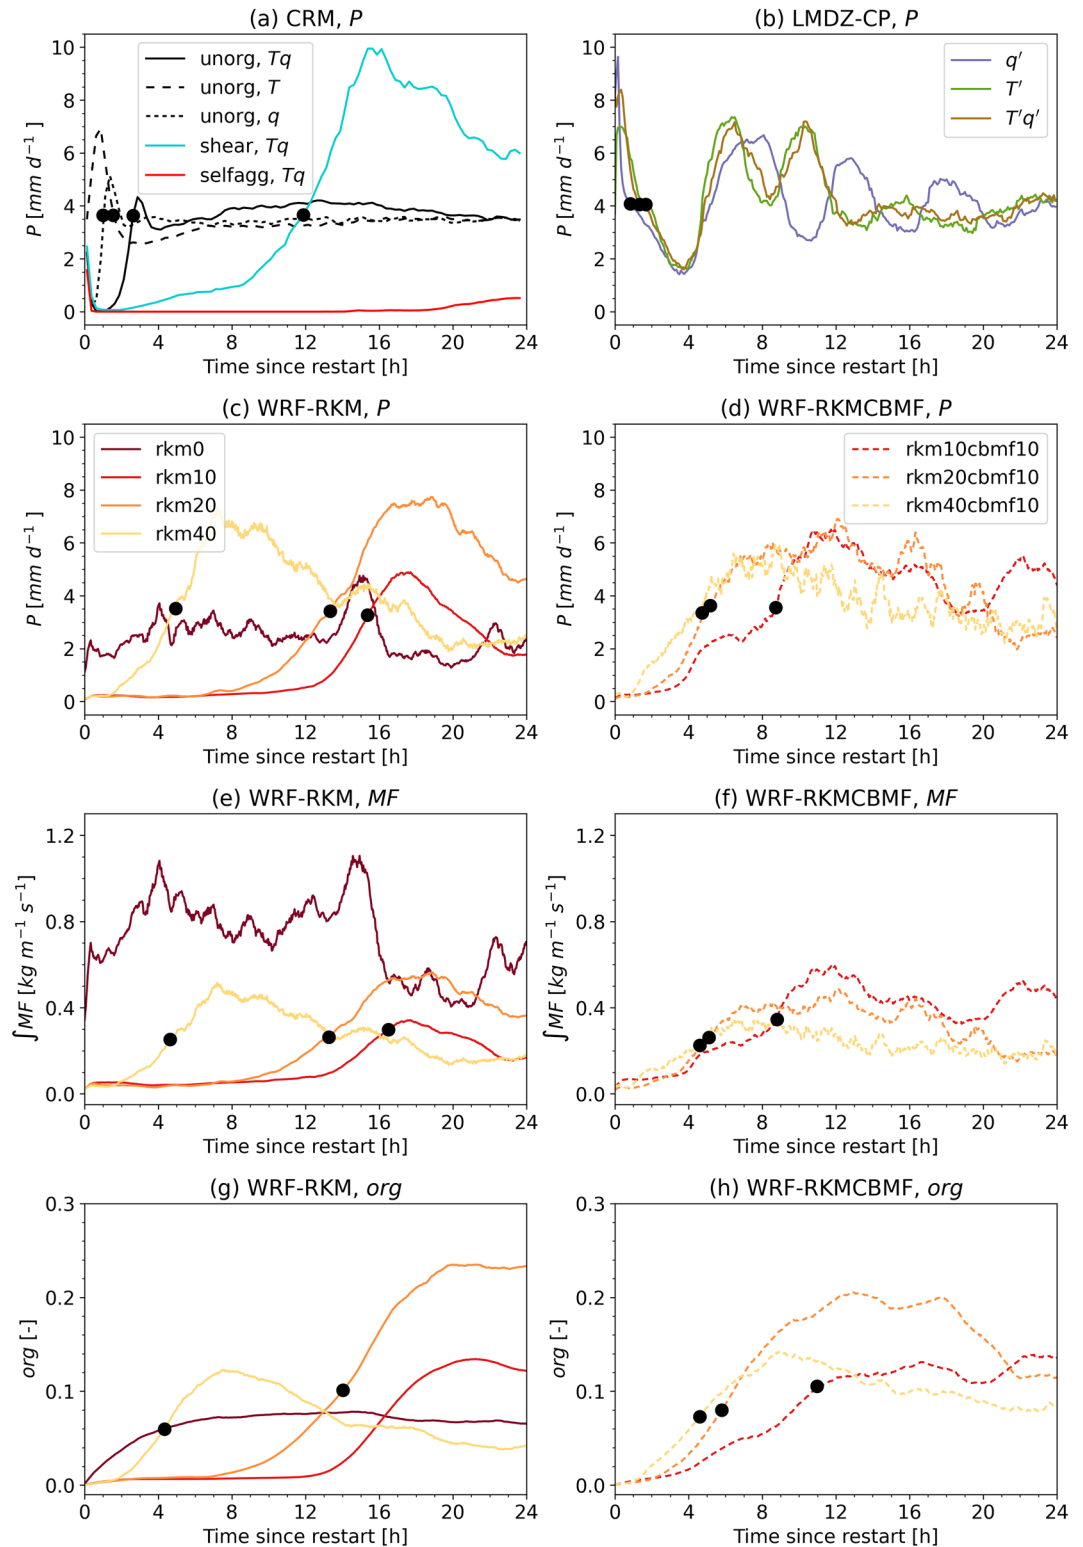 (a) CRM, P
P [mm d⁻¹]
10
8
6
4
2
0
unorg, Tq
unorg, T
unorg, q
shear, Tq
selfagg, Tq
0 4 8 12 16 20 24
Time since restart [h]
(b) LMDZ-CP, P
P [mm d⁻¹]
10
8
6
4
2
0
q′
T′
T′q′
0 4 8 12 16 20 24
Time since restart [h]
(c) WRF-RKM, P
P [mm d⁻¹]
10
8
6
4
2
0
rkm0
rkm10
rkm20
rkm40
0 4 8 12 16 20 24
Time since restart [h]
(d) WRF-RKMCBMF, P
P [mm d⁻¹]
10
8
6
4
2
0
rkm10cbmf10
rkm20cbmf10
rkm40cbmf10
0 4 8 12 16 20 24
Time since restart [h]
(e) WRF-RKM, MF
∫MF [kg m⁻¹ s⁻¹]
1.2
0.8
0.4
0.0
0 4 8 12 16 20 24
Time since restart [h]
(f) WRF-RKMCBMF, MF
∫MF [kg m⁻¹ s⁻¹]
1.2
0.8
0.4
0.0
0 4 8 12 16 20 24
Time since restart [h]
(g) WRF-RKM, org
org [-]
0.3
0.2
0.1
0.0
0 4 8 12 16 20 24
Time since restart [h]
(h) WRF-RKMCBMF, org
org [-]
0.3
0.2
0.1
0.0
0 4 8 12 16 20 24
Time since restart [h]